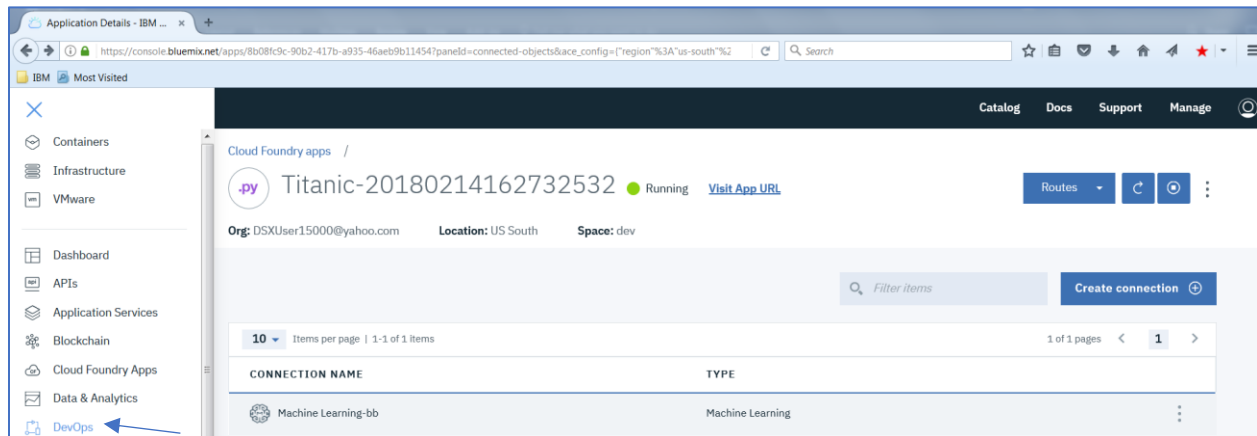 Application Details - IBM ... × +
https://console.bluemix.net/apps/8b08fc9c-90b2-417b-a935-46aeb9b11454?paneId=connected-objects&ace_config={"region"%3A"us-south"%2 Search
IBM Most Visited
Catalog Docs Support Manage
Containers
Infrastructure
vm VMware
Dashboard
api APIs
Application Services
Blockchain
Cloud Foundry Apps
Data & Analytics
DevOps
Cloud Foundry apps /
.py Titanic-20180214162732532 Running Visit App URL
Routes
Org: DSXUser15000@yahoo.com Location: US South Space: dev
Filter items Create connection
10 Items per page | 1-1 of 1 items 1 of 1 pages < 1 >
CONNECTION NAME TYPE
Machine Learning-bb Machine Learning